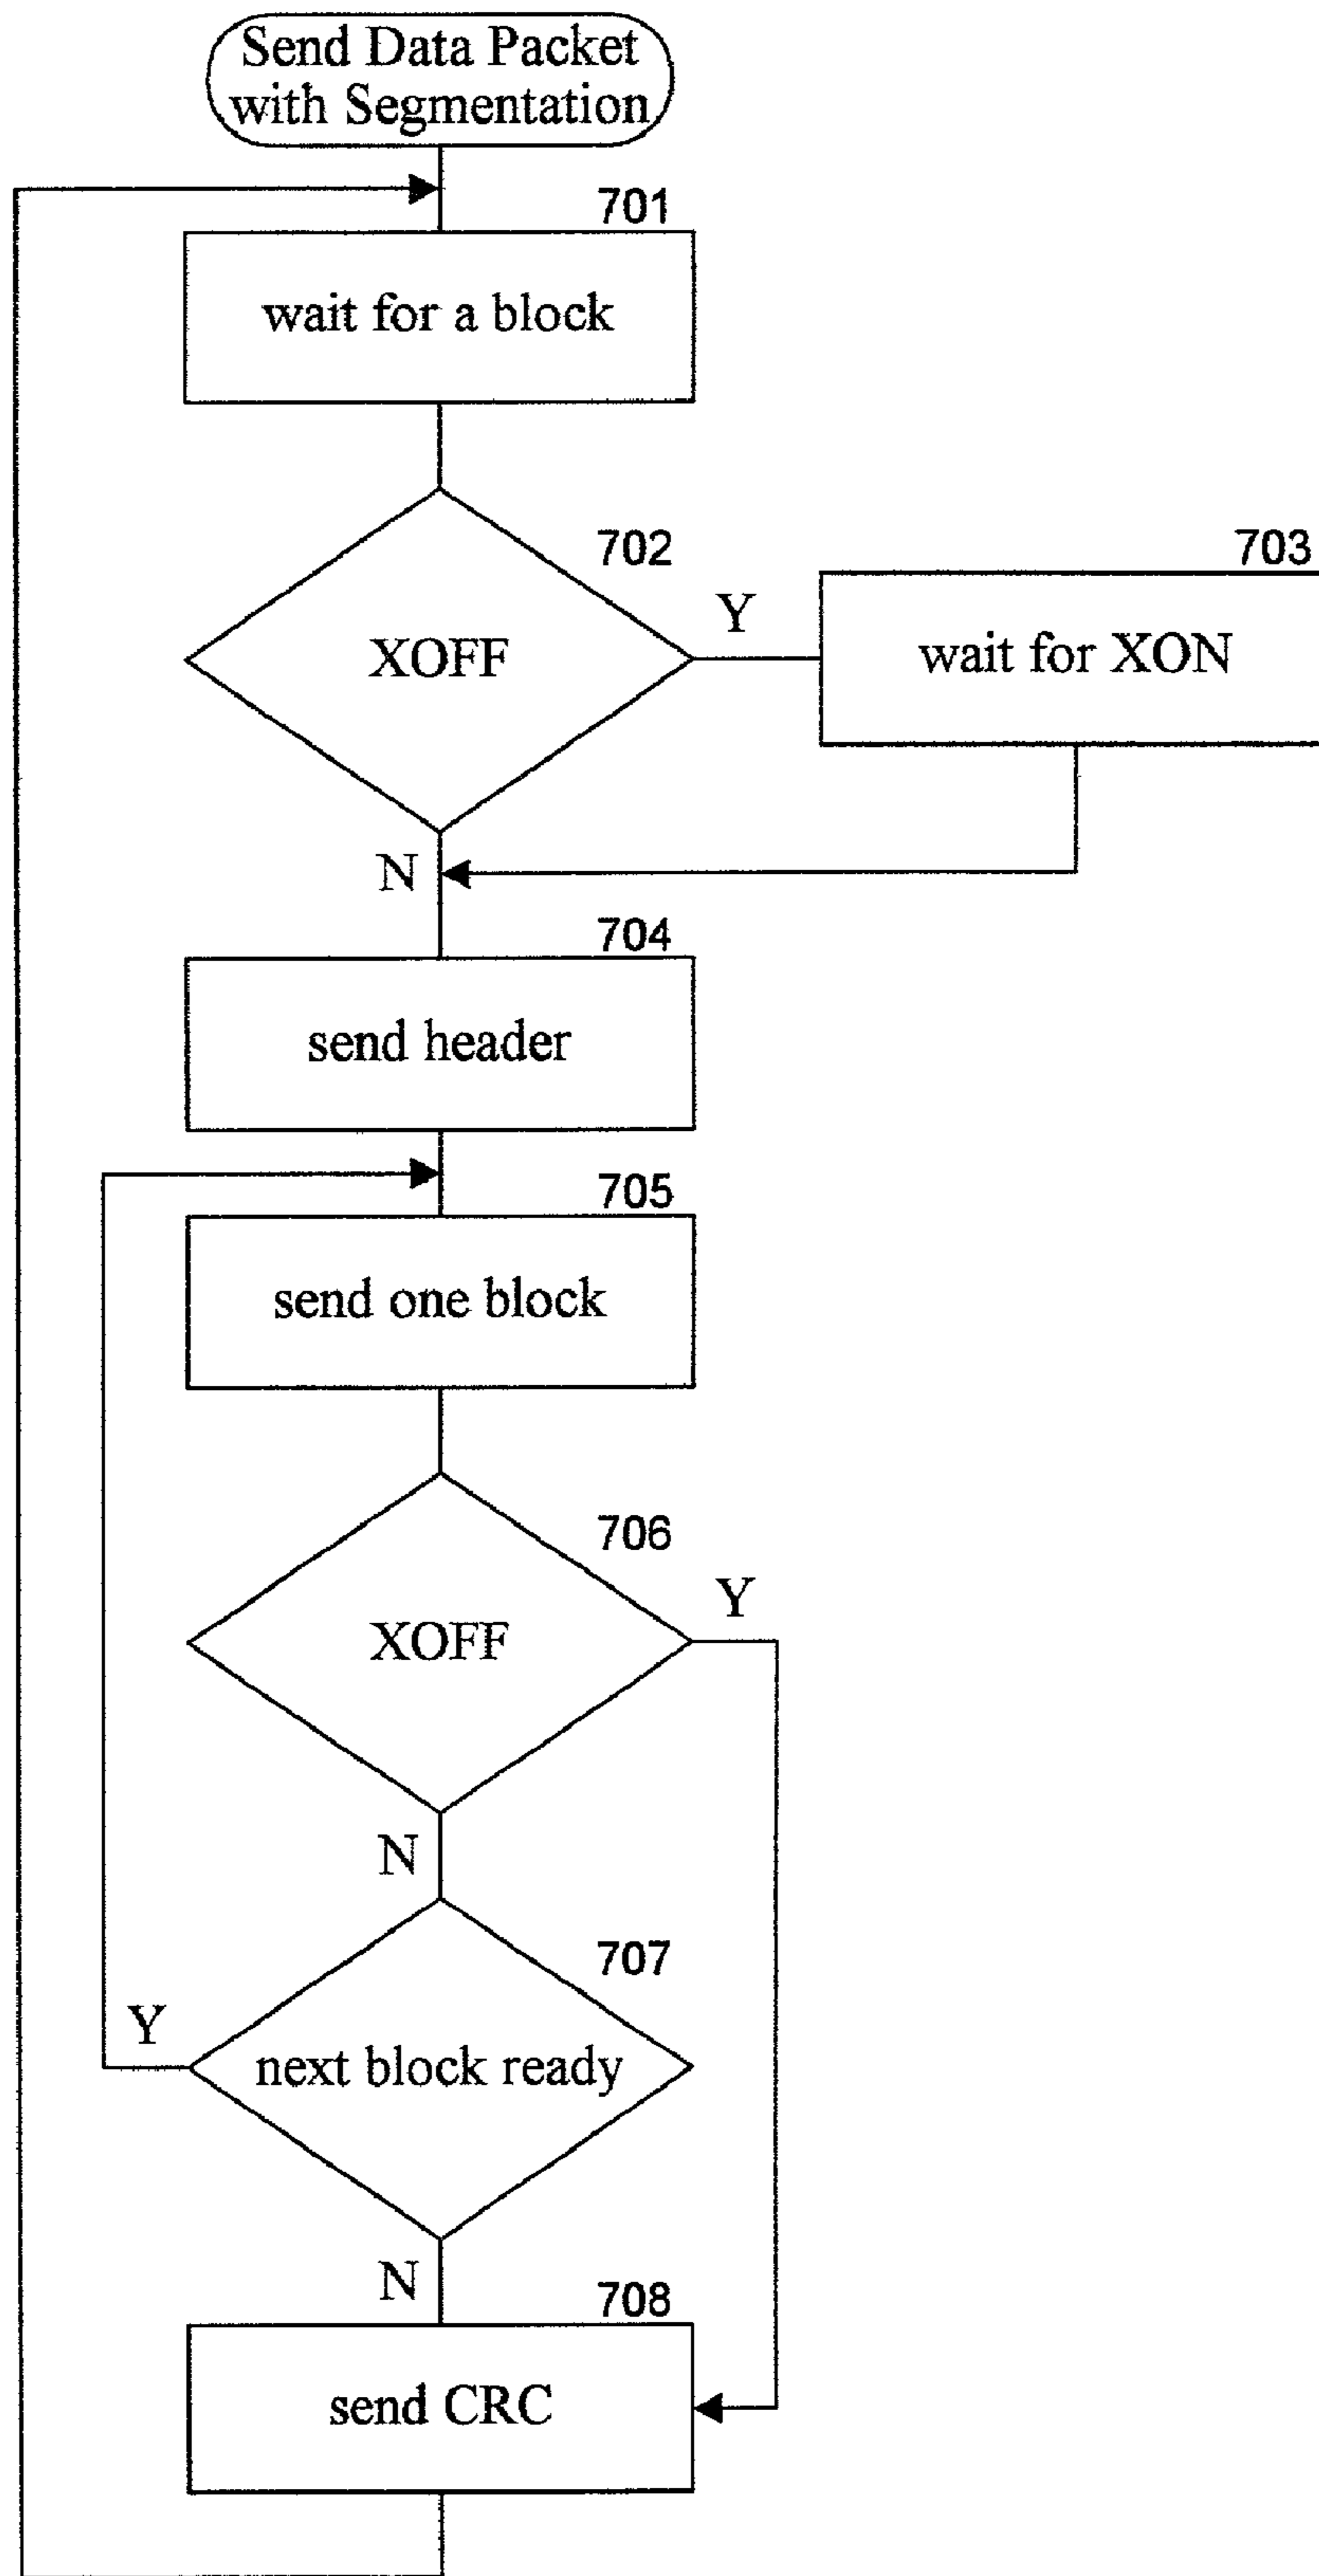 Send Data Packet
with Segmentation
701
wait for a block
702
703
XOFF
Y
wait for XON
N
704
send header
705
send one block
706
XOFF
Y
N
707
Y
next block ready
N
708
send CRC